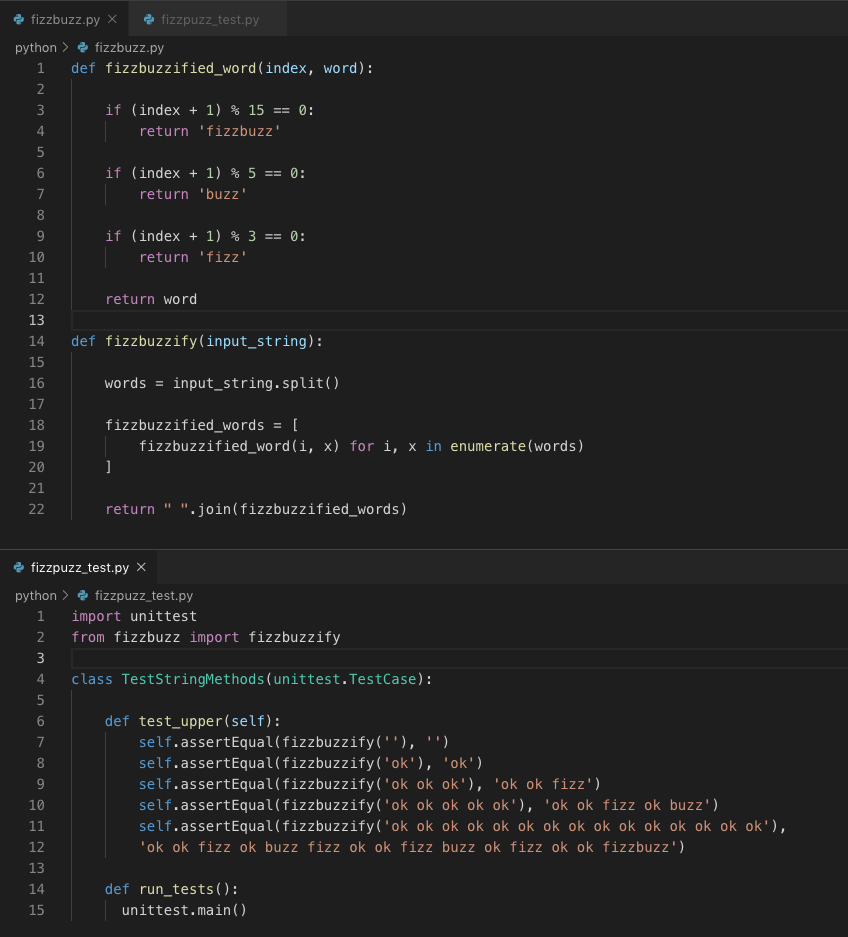 fizzbuzz.py × fizzpuzz_test.py
python > fizzbuzz.py
1 def fizzbuzzified_word(index, word):
2
3     if (index + 1) % 15 == 0:
4         return 'fizzbuzz'
5
6     if (index + 1) % 5 == 0:
7         return 'buzz'
8
9     if (index + 1) % 3 == 0:
10         return 'fizz'
11
12     return word
13
14 def fizzbuzzify(input_string):
15
16     words = input_string.split()
17
18     fizzbuzzified_words = [
19         fizzbuzzified_word(i, x) for i, x in enumerate(words)
20     ]
21
22     return " ".join(fizzbuzzified_words)
fizzpuzz_test.py ×
python > fizzpuzz_test.py
1 import unittest
2 from fizzbuzz import fizzbuzzify
3
4 class TestStringMethods(unittest.TestCase):
5
6     def test_upper(self):
7         self.assertEqual(fizzbuzzify(''), '')
8         self.assertEqual(fizzbuzzify('ok'), 'ok')
9         self.assertEqual(fizzbuzzify('ok ok ok'), 'ok ok fizz')
10         self.assertEqual(fizzbuzzify('ok ok ok ok ok'), 'ok ok fizz ok buzz')
11         self.assertEqual(fizzbuzzify('ok ok ok ok ok ok ok ok ok ok ok ok ok ok ok'),
12         'ok ok fizz ok buzz fizz ok ok fizz buzz ok fizz ok ok fizzbuzz')
13
14     def run_tests():
15       unittest.main()